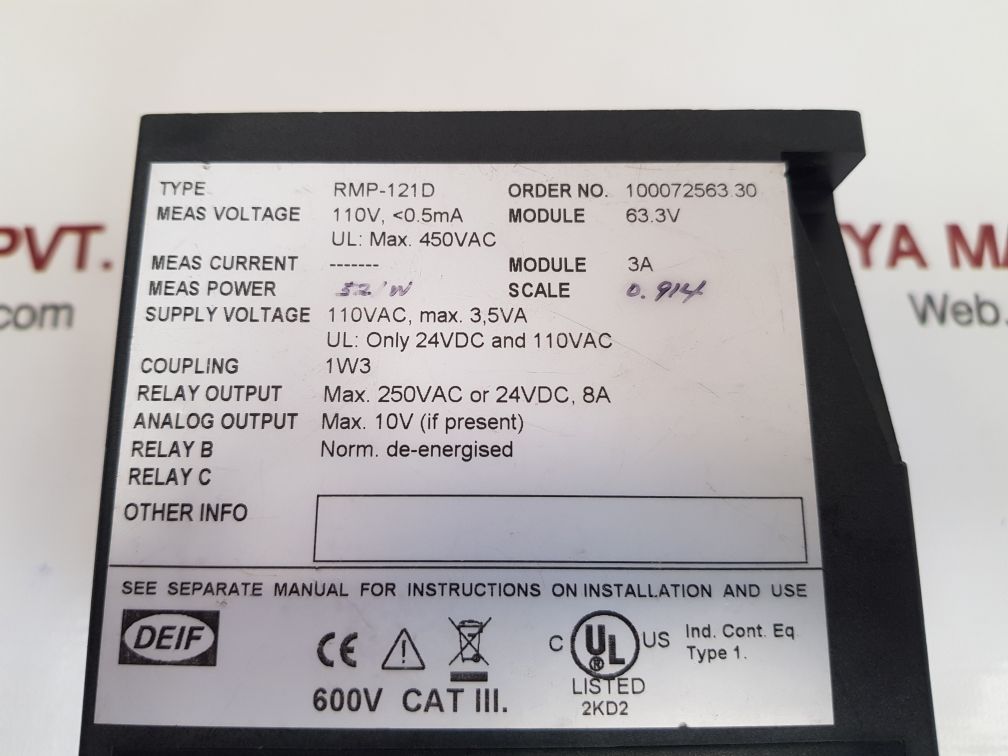 PVT.
com
YA MA
Web.
TYPE RMP-121D ORDER NO. 100072563.30
MEAS VOLTAGE 110V, <0.5mA MODULE 63.3V
UL: Max. 450VAC
MEAS CURRENT ------- MODULE 3A
MEAS POWER SCALE 0.914
SUPPLY VOLTAGE 110VAC, max. 3,5VA
UL: Only 24VDC and 110VAC
COUPLING 1W3
RELAY OUTPUT Max. 250VAC or 24VDC, 8A
ANALOG OUTPUT Max. 10V (if present)
RELAY B Norm. de-energised
RELAY C
OTHER INFO
SEE SEPARATE MANUAL FOR INSTRUCTIONS ON INSTALLATION AND USE
DEIF
CE
600V CAT III.
C UL US
®
LISTED
2KD2
Ind. Cont. Eq
Type 1.